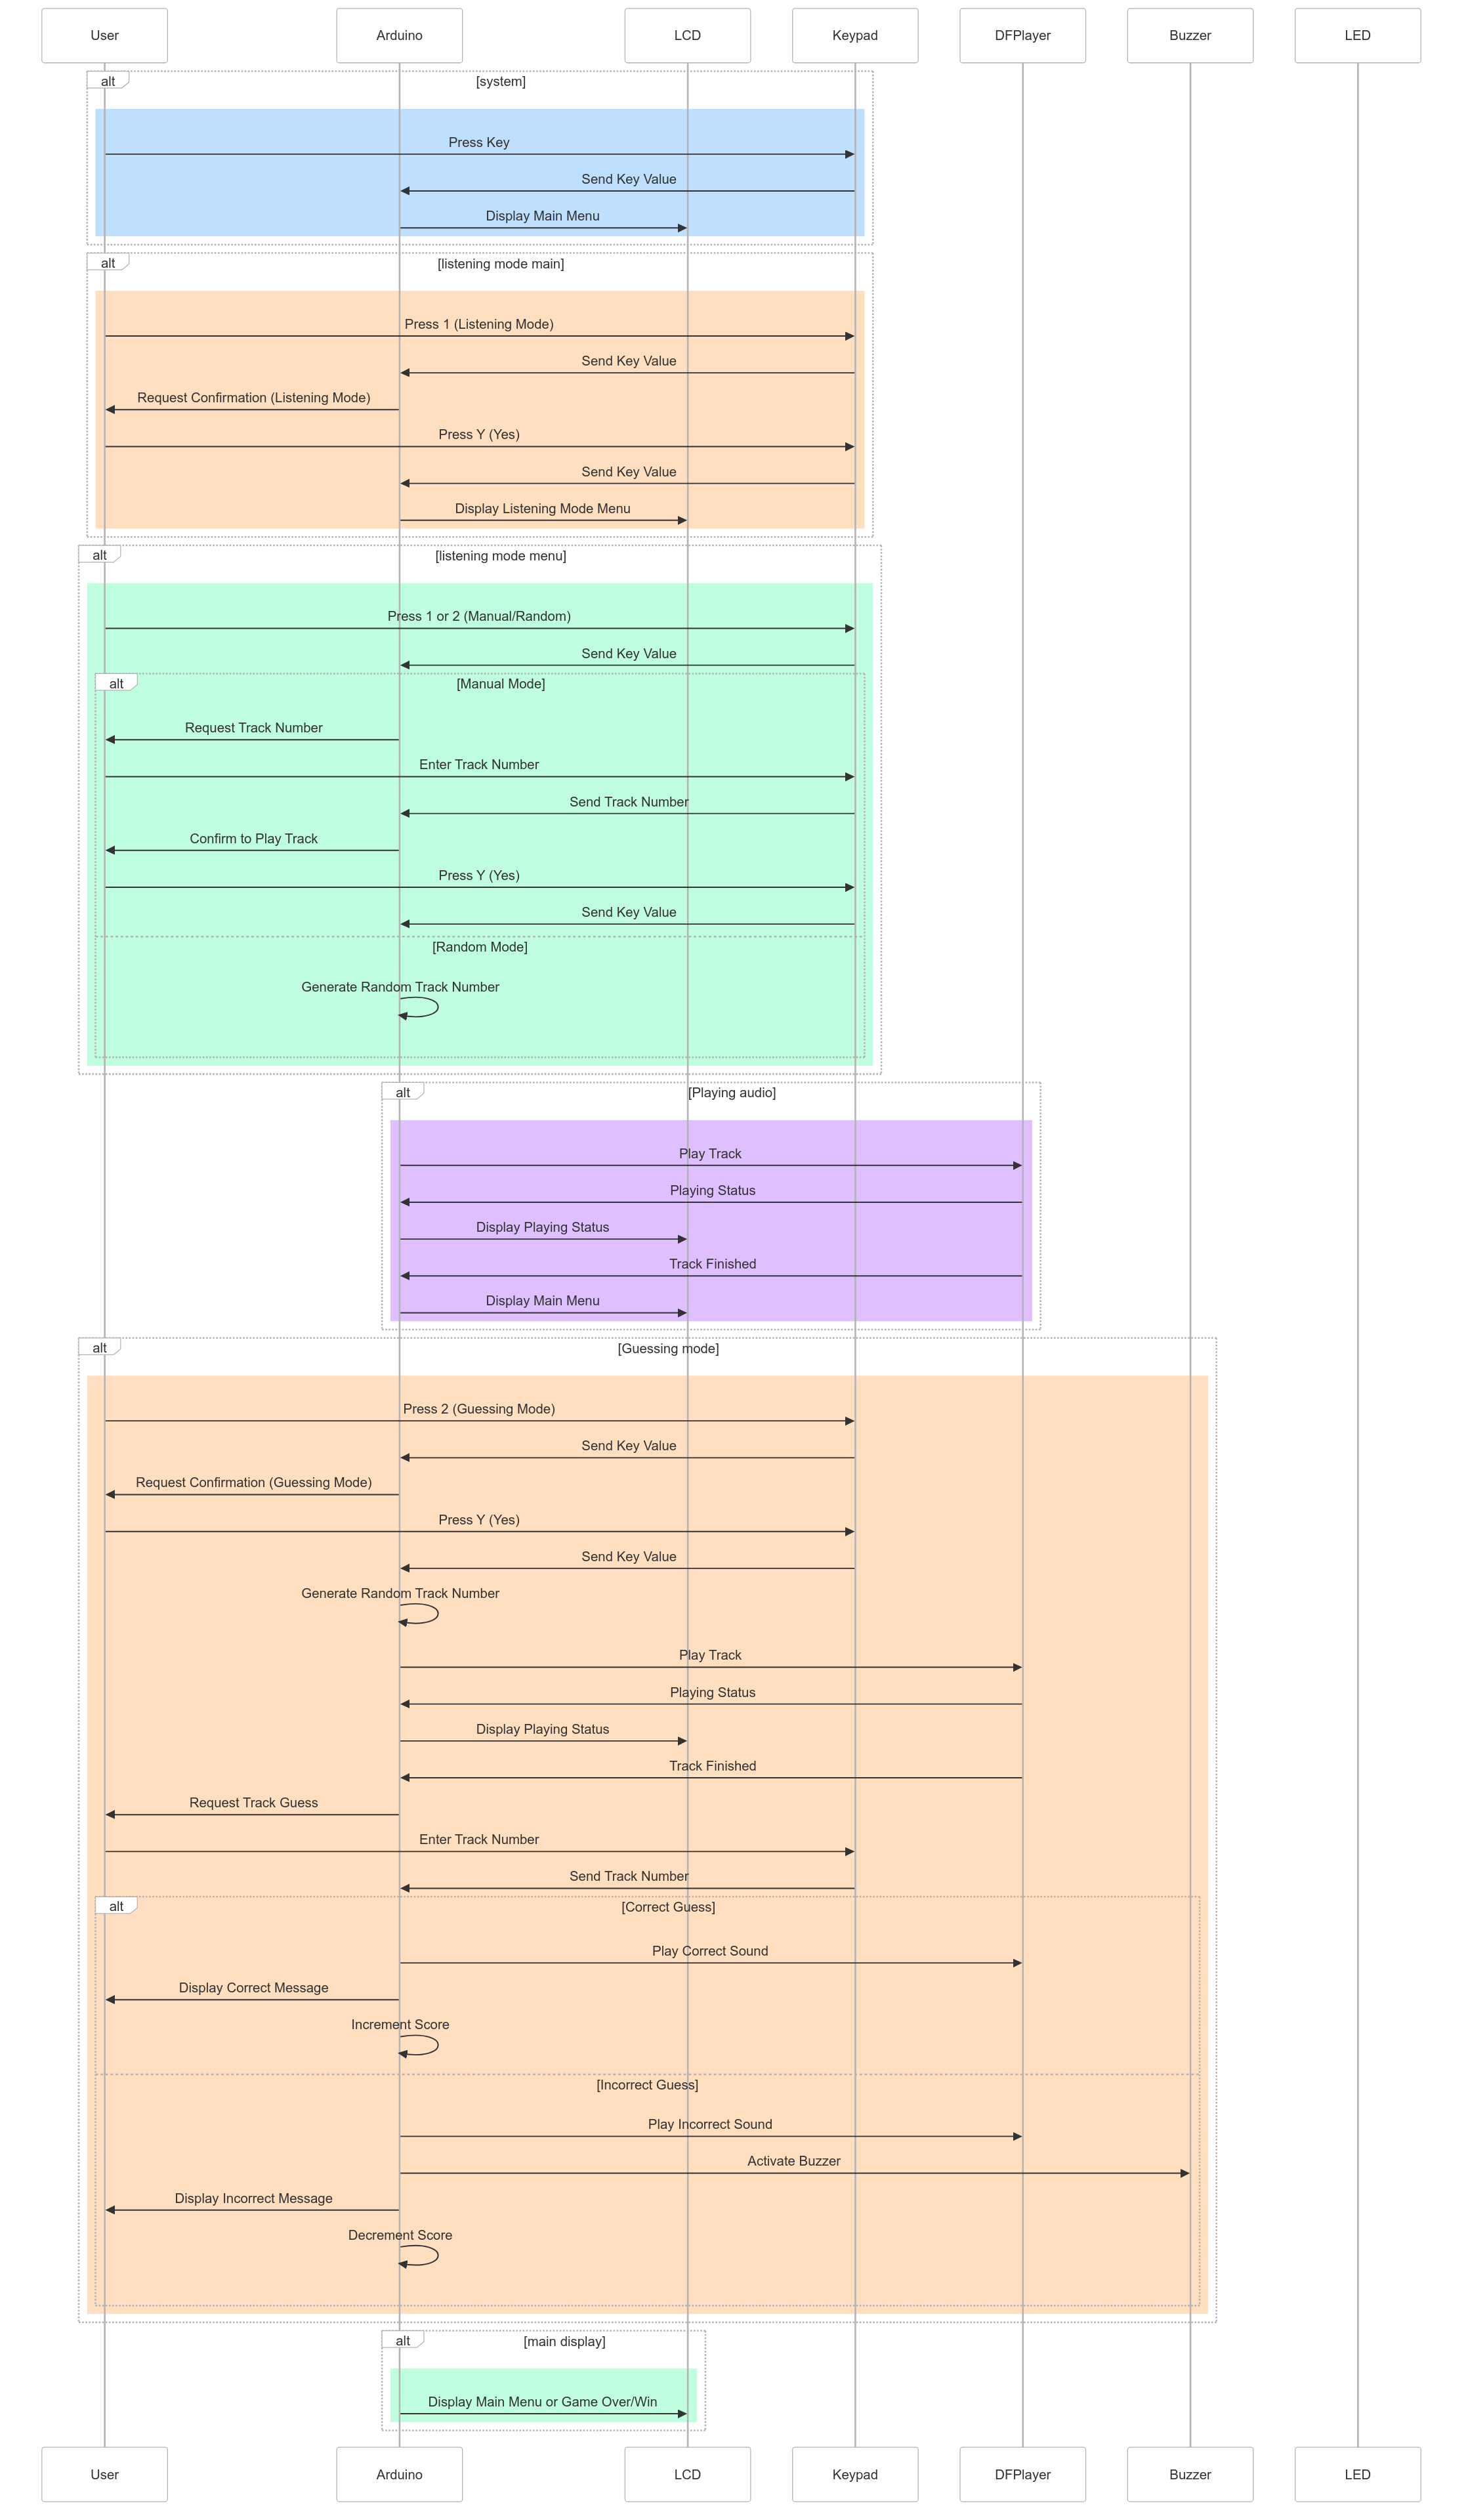 User Arduino LCD Keypad DFPlayer Buzzer LED
alt [system]
Press Key
Send Key Value
Display Main Menu
alt [listening mode main]
Press 1 (Listening Mode)
Send Key Value
Request Confirmation (Listening Mode)
Press Y (Yes)
Send Key Value
Display Listening Mode Menu
alt [listening mode menu]
Press 1 or 2 (Manual/Random)
Send Key Value
alt [Manual Mode]
Request Track Number
Enter Track Number
Send Track Number
Confirm to Play Track
Press Y (Yes)
Send Key Value
[Random Mode]
Generate Random Track Number
alt [Playing audio]
Play Track
Playing Status
Display Playing Status
Track Finished
Display Main Menu
alt [Guessing mode]
Press 2 (Guessing Mode)
Send Key Value
Request Confirmation (Guessing Mode)
Press Y (Yes)
Send Key Value
Generate Random Track Number
Play Track
Playing Status
Display Playing Status
Track Finished
Request Track Guess
Enter Track Number
Send Track Number
alt [Correct Guess]
Play Correct Sound
Display Correct Message
Increment Score
[Incorrect Guess]
Play Incorrect Sound
Activate Buzzer
Display Incorrect Message
Decrement Score
alt [main display]
Display Main Menu or Game Over/Win
User Arduino LCD Keypad DFPlayer Buzzer LED